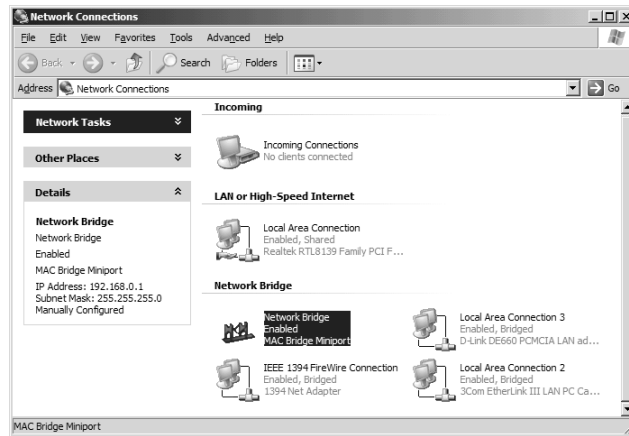 Network Connections
File Edit View Favorites Tools Advanced Help
Back Search Folders
Address Network Connections Go
Network Tasks
Other Places
Details
Network Bridge
Network Bridge
Enabled
MAC Bridge Miniport
IP Address: 192.168.0.1
Subnet Mask: 255.255.255.0
Manually Configured
Incoming
Incoming Connections
No clients connected
LAN or High-Speed Internet
Local Area Connection
Enabled, Shared
Realtek RTL8139 Family PCI F...
Network Bridge
Network Bridge
Enabled
MAC Bridge Miniport
Local Area Connection 3
Enabled, Bridged
D-Link DE660 PCMCIA LAN ad...
IEEE 1394 FireWire Connection
Enabled, Bridged
1394 Net Adapter
Local Area Connection 2
Enabled, Bridged
3Com EtherLink III LAN PC Ca...
MAC Bridge Miniport